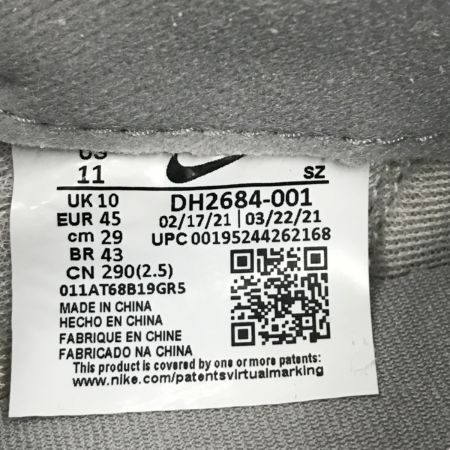 US
11
SZ
UK 10
DH2684-001
EUR 45
02/17/21 | 03/22/21
cm 29
UPC 00195244262168
BR 43
CN 290(2.5)
011AT68B19GR5
MADE IN CHINA
HECHO EN CHINA
FABRIQUE EN CHINE
FABRICADO NA CHINA
This product is covered by one or more patents:
www.nike.com/patentsvirtualmarking